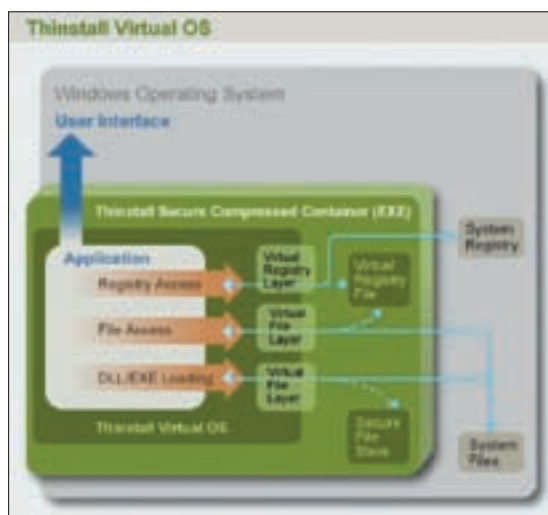 Thinstall Virtual OS
Windows Operating System
User Interface
Thinstall Secure Compressed Container (EXE)
Application
Registry Access
File Access
DLL/EXE Loading
Virtual
Registry
Layer
Virtual
File
Layer
Virtual
File
Layer
Virtual
Registry
File
Secure
File
Store
System
Registry
System
Files
Thinstall Virtual OS